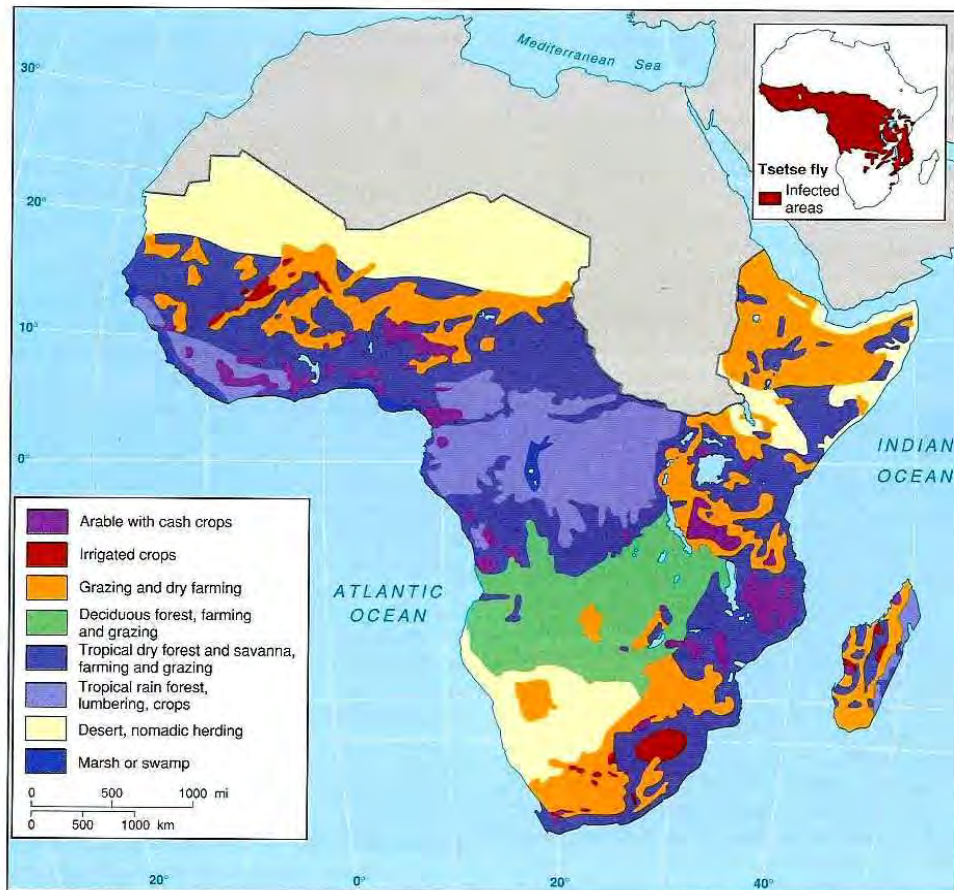 Mediterranean Sea
Tsetse fly
Infected
areas
30°
20°
10°
0°
INDIAN
OCEAN
ATLANTIC
OCEAN
Arable with cash crops
Irrigated crops
Grazing and dry farming
Deciduous forest, farming
and grazing
Tropical dry forest and savanna,
farming and grazing
Tropical rain forest,
lumbering, crops
Desert, nomadic herding
Marsh or swamp
0 500 1000 mi
0 500 1000 km
20° 0° 20° 40°